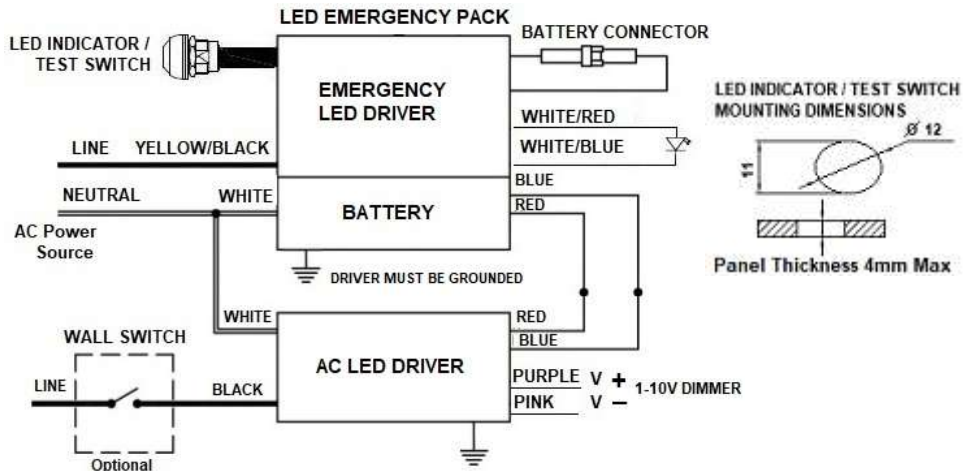 LED EMERGENCY PACK
LED INDICATOR /
TEST SWITCH
BATTERY CONNECTOR
EMERGENCY
LED DRIVER
WHITE/RED
WHITE/BLUE
LINE YELLOW/BLACK
NEUTRAL WHITE
AC Power
Source
BATTERY
BLUE
RED
DRIVER MUST BE GROUNDED
LED INDICATOR / TEST SWITCH
MOUNTING DIMENSIONS
Ø 12
11
Panel Thickness 4mm Max
WHITE
WALL SWITCH
LINE
BLACK
Optional
AC LED DRIVER
RED
BLUE
PURPLE V +
PINK V −
1-10V DIMMER